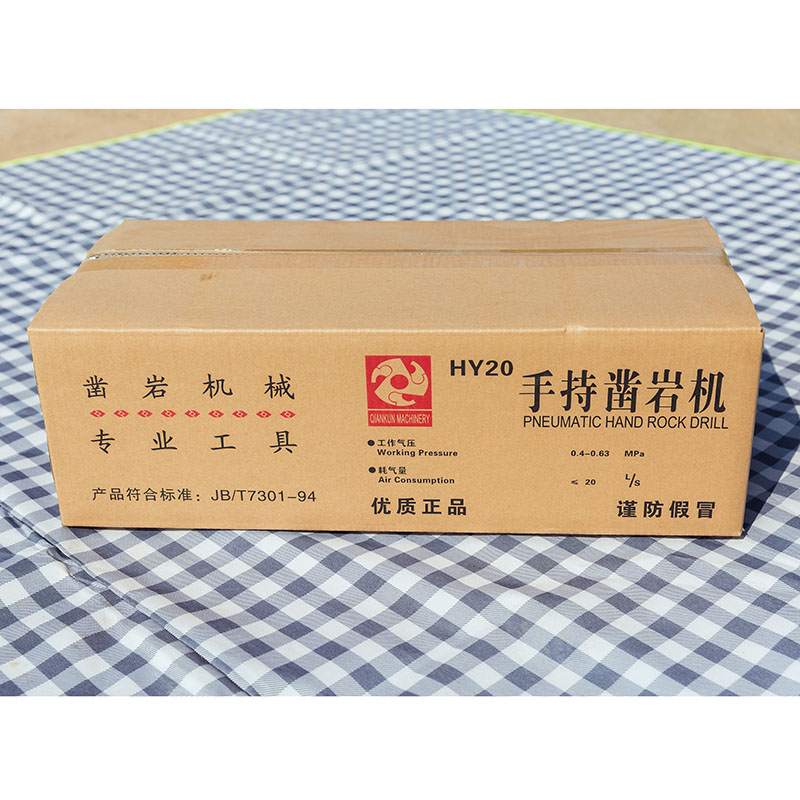 凿岩机械
专业工具
产品符合标准：JB/T7301-94
QIANKUN MACHINERY
HY20
手持凿岩机
PNEUMATIC HAND ROCK DRILL
●工作气压
Working Pressure 0.4-0.63 MPa
●耗气量
Air Consumption ≤ 20 L/s
优质正品
谨防假冒